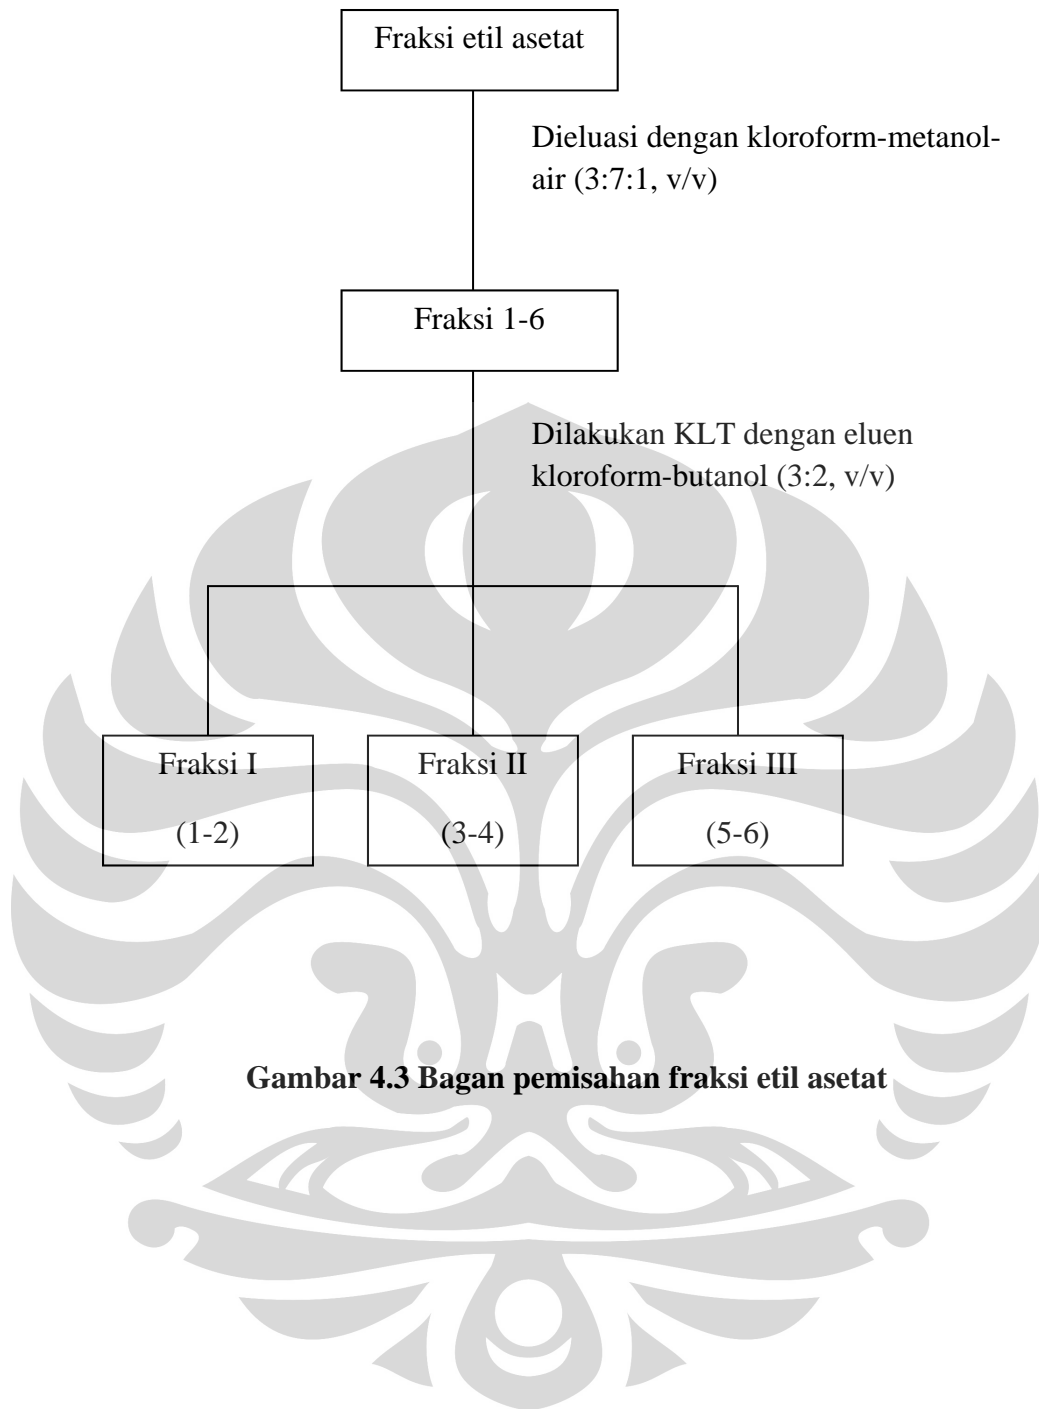 Fraksi etil asetat
Dieluasi dengan kloroform-metanol-
air (3:7:1, v/v)
Fraksi 1-6
Dilakukan KLT dengan eluen
kloroform-butanol (3:2, v/v)
Fraksi I
(1-2)
Fraksi II
(3-4)
Fraksi III
(5-6)
Gambar 4.3 Bagan pemisahan fraksi etil asetat